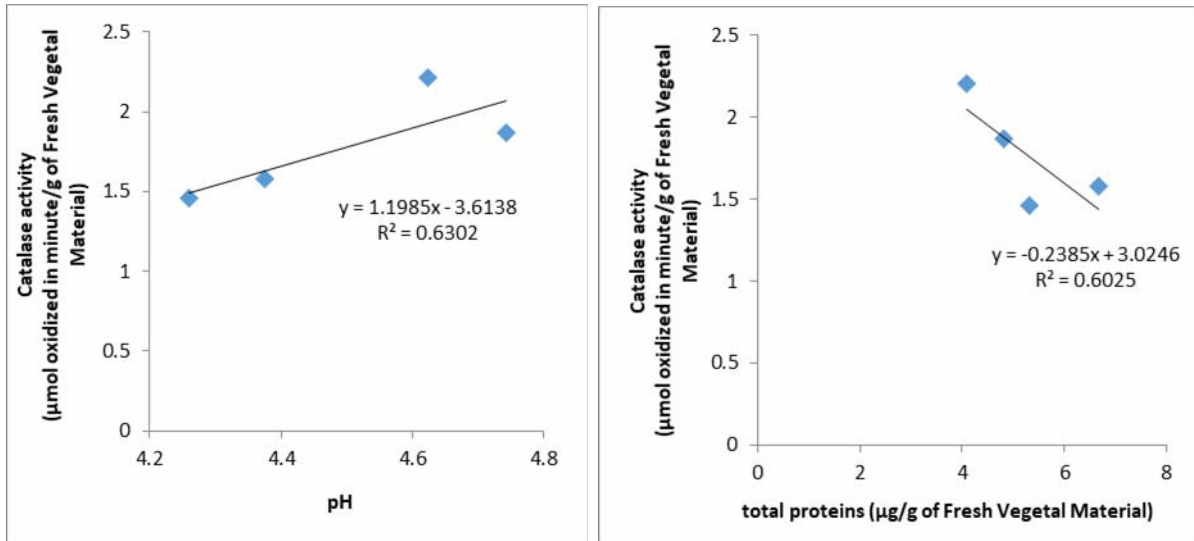 Catalase activity
(µmol oxidized in minute/g of Fresh Vegetal
Material)
2.5
2
1.5
1
0.5
0
4.2
4.4
4.6
4.8
pH
y = 1.1985x - 3.6138
R² = 0.6302
Catalase activity
(µmol oxidized in minute/g of Fresh Vegetal
Material)
2.5
2
1.5
1
0.5
0
0
2
4
6
8
total proteins (µg/g of Fresh Vegetal Material)
y = -0.2385x + 3.0246
R² = 0.6025